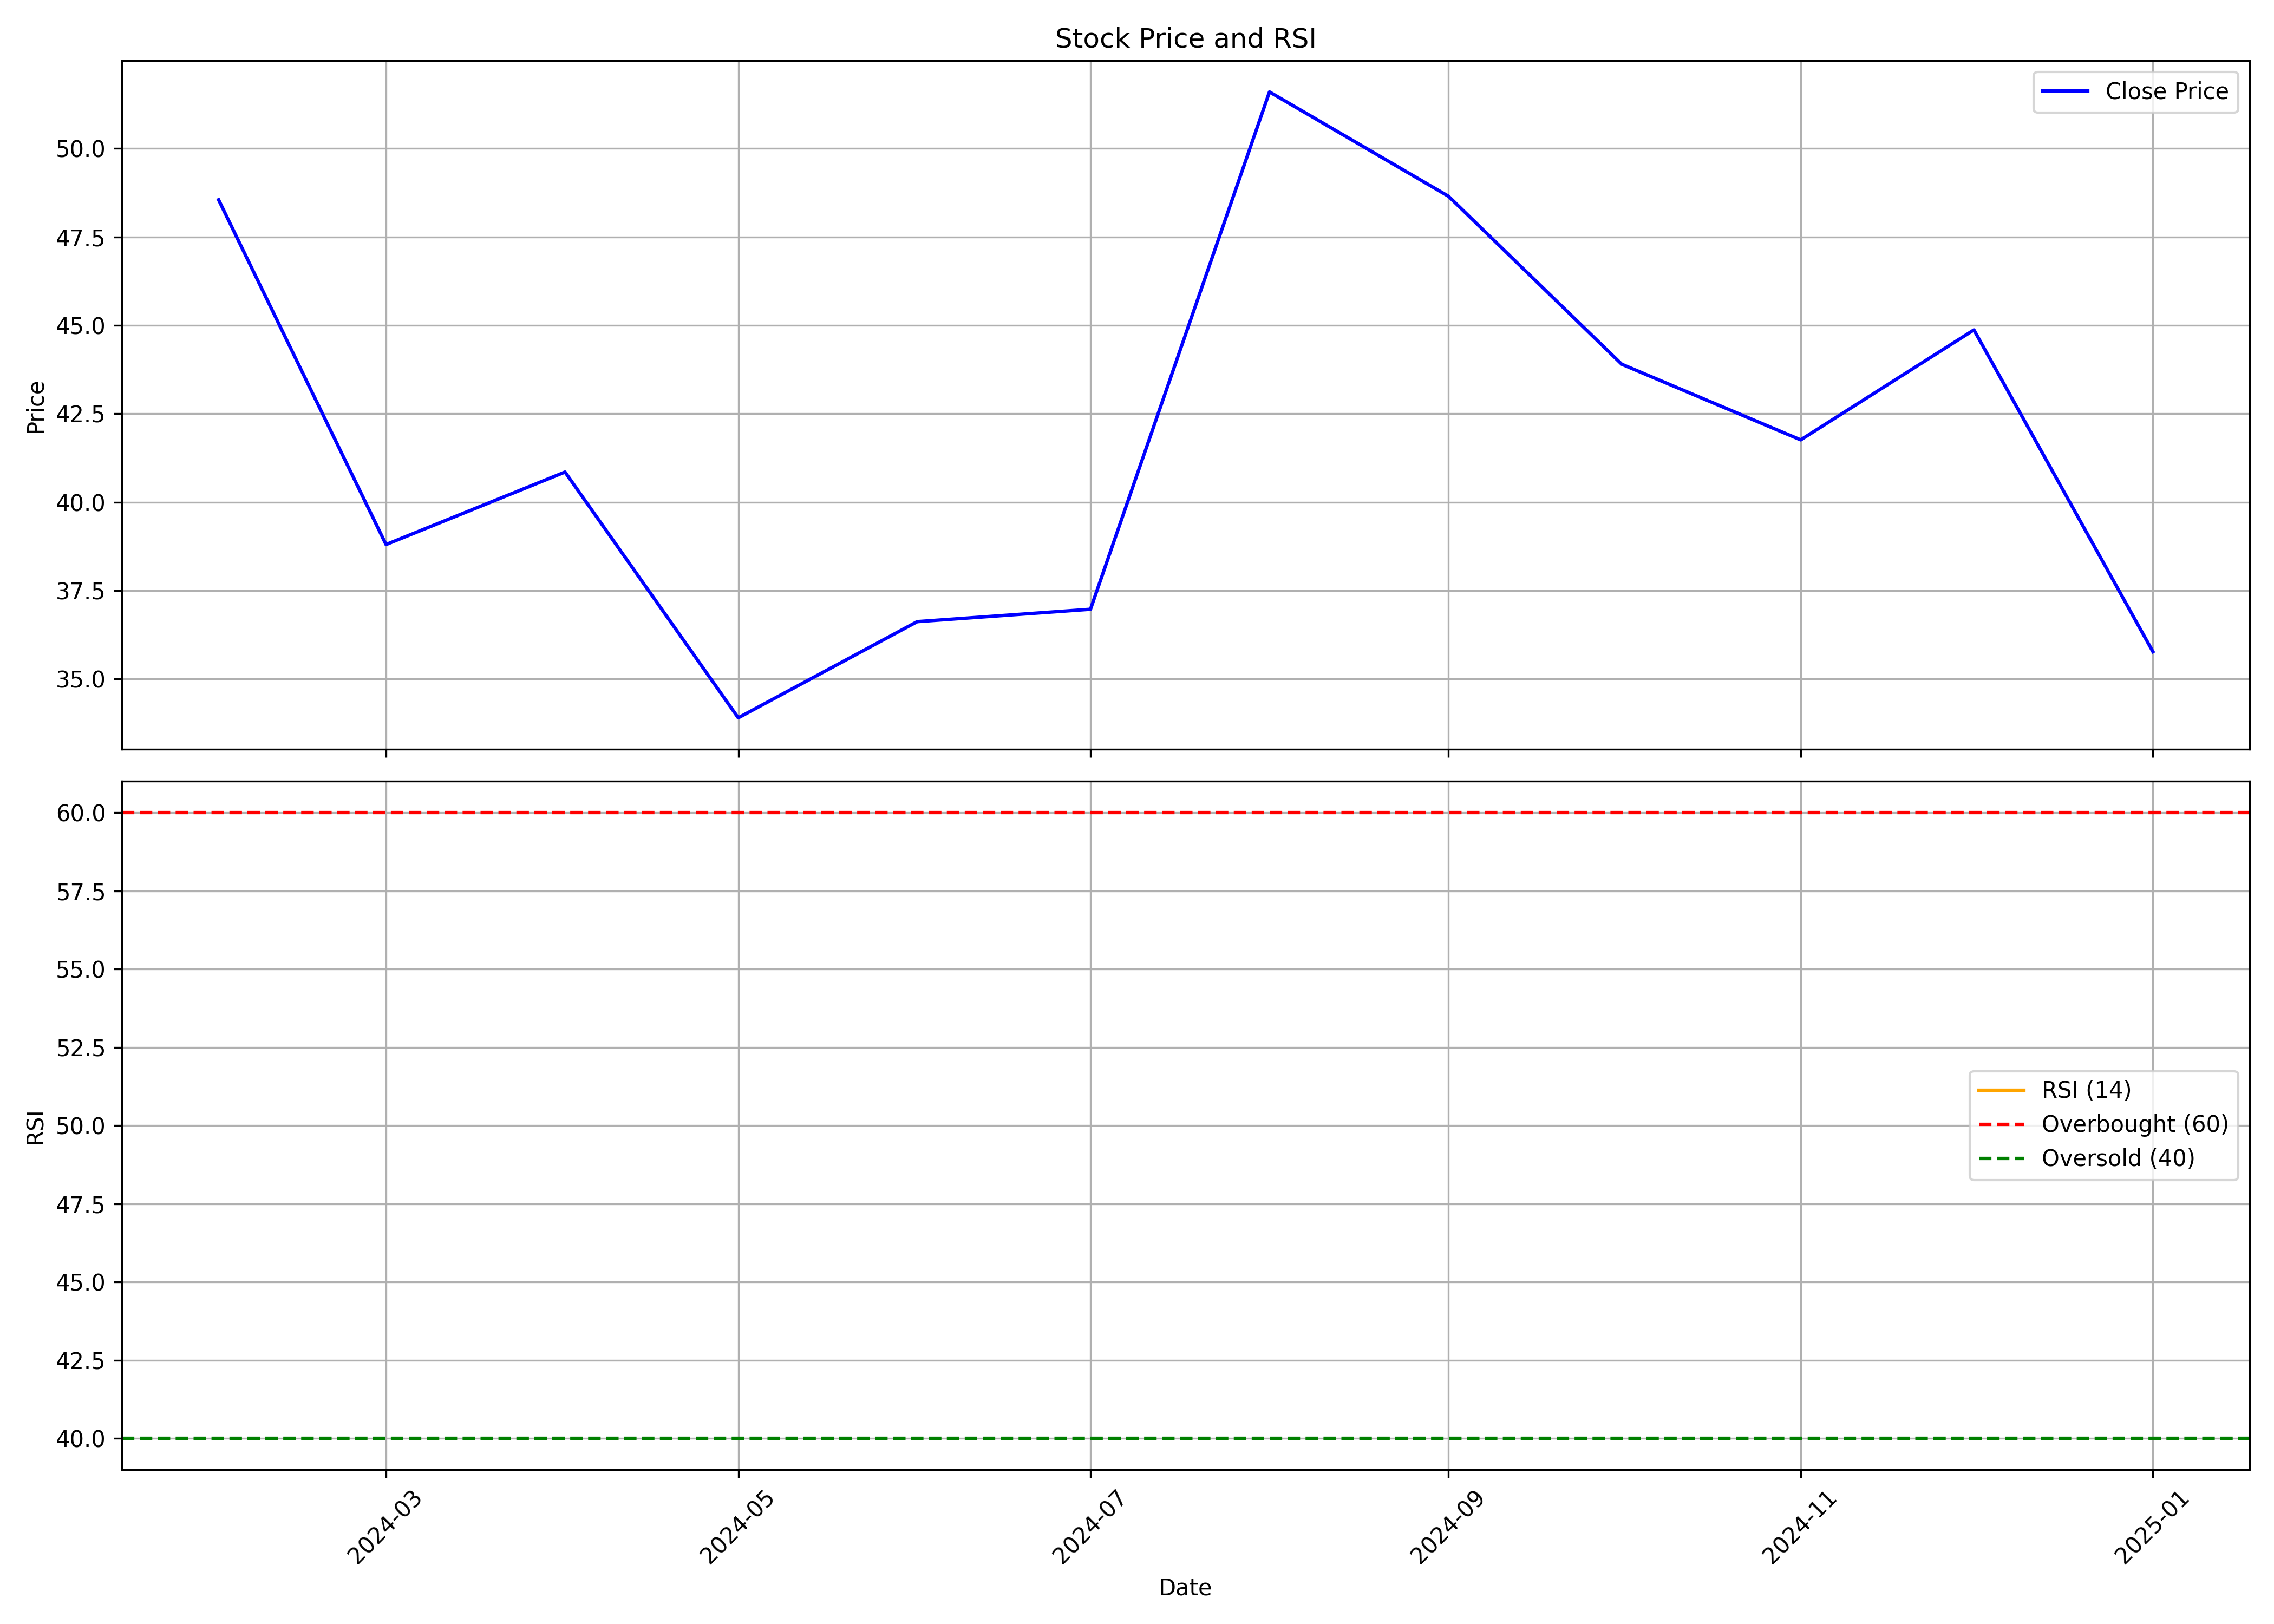 Stock Price and RSI
Close Price
Price
50.0
47.5
45.0
42.5
40.0
37.5
35.0
RSI
60.0
57.5
55.0
52.5
50.0
47.5
45.0
42.5
40.0
RSI (14)
Overbought (60)
Oversold (40)
2024-03
2024-05
2024-07
2024-09
2024-11
2025-01
Date